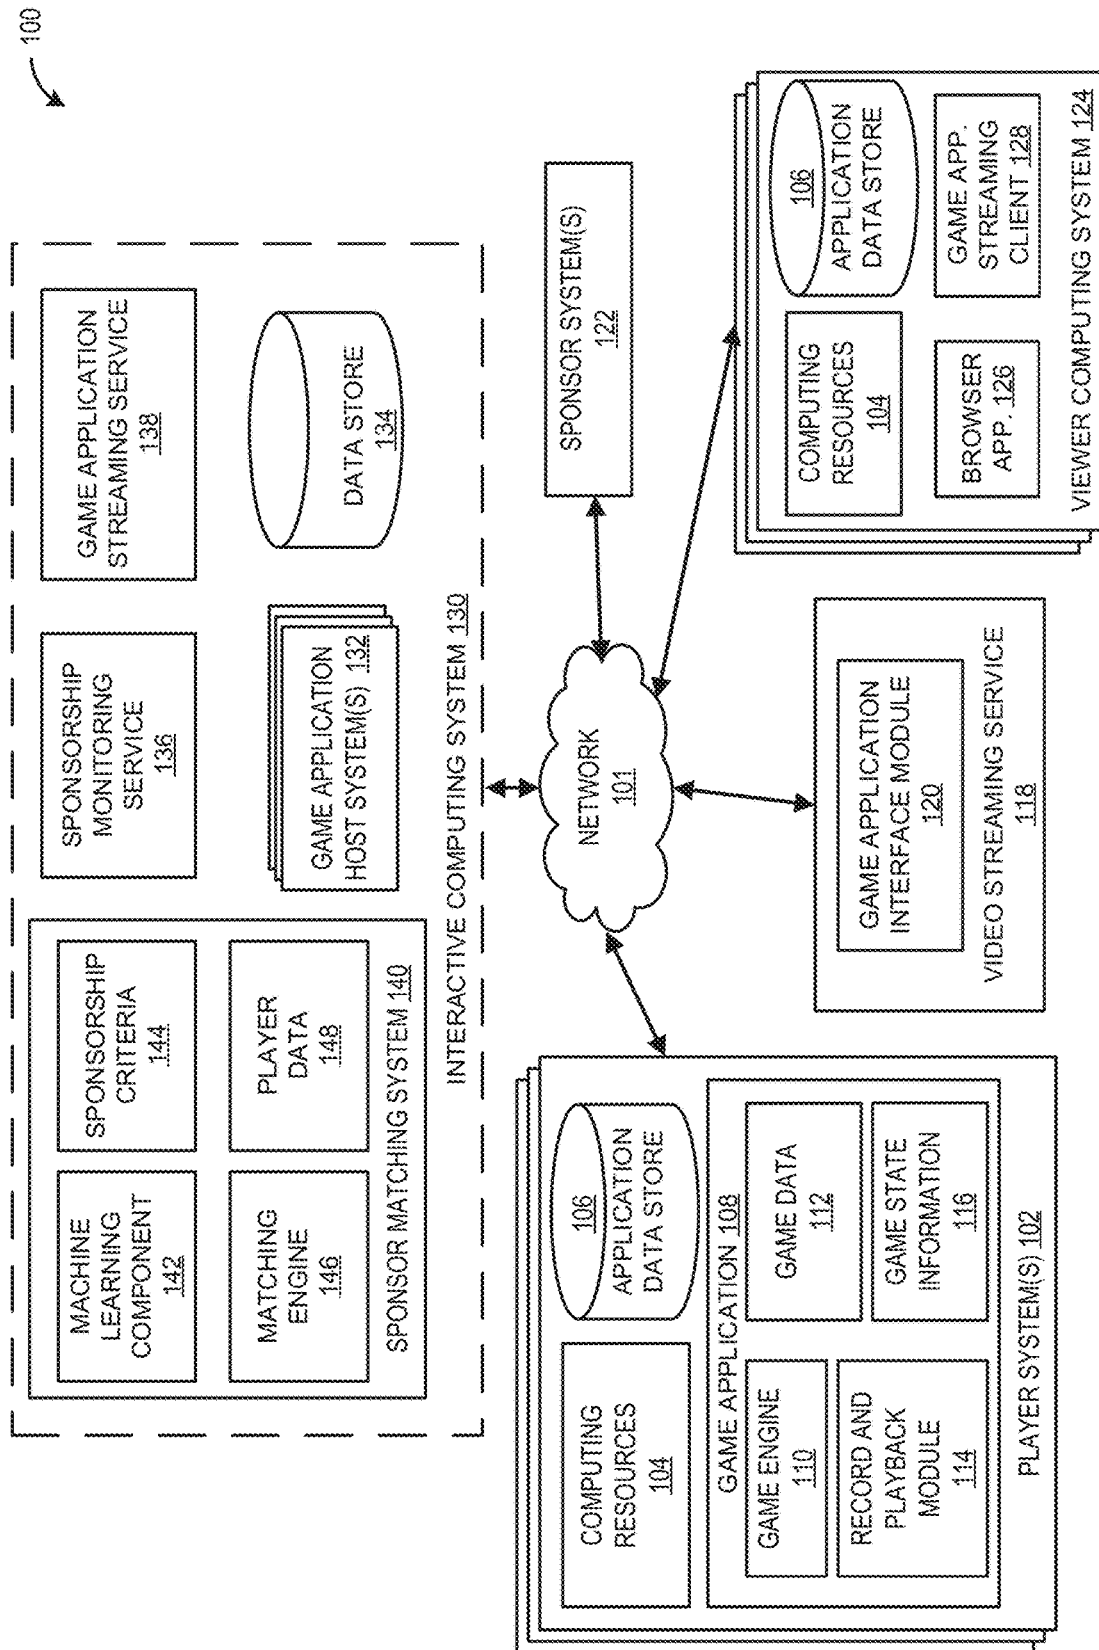 100
MACHINE
LEARNING
COMPONENT
142
SPONSORSHIP
CRITERIA
144
MATCHING
ENGINE
146
PLAYER
DATA
148
SPONSOR MATCHING SYSTEM 140
SPONSORSHIP
MONITORING
SERVICE
136
GAME APPLICATION
STREAMING SERVICE
138
GAME APPLICATION
HOST SYSTEM(S) 132
DATA STORE
134
INTERACTIVE COMPUTING SYSTEM 130
NETWORK
101
SPONSOR SYSTEM(S)
122
COMPUTING
RESOURCES
104
106
APPLICATION
DATA STORE
GAME APPLICATION 108
GAME ENGINE
110
GAME DATA
112
RECORD AND
PLAYBACK
MODULE
114
GAME STATE
INFORMATION
116
PLAYER SYSTEM(S) 102
GAME APPLICATION
INTERFACE MODULE
120
VIDEO STREAMING SERVICE
118
COMPUTING
RESOURCES
104
106
APPLICATION
DATA STORE
BROWSER
APP. 126
GAME APP.
STREAMING
CLIENT 128
VIEWER COMPUTING SYSTEM 124